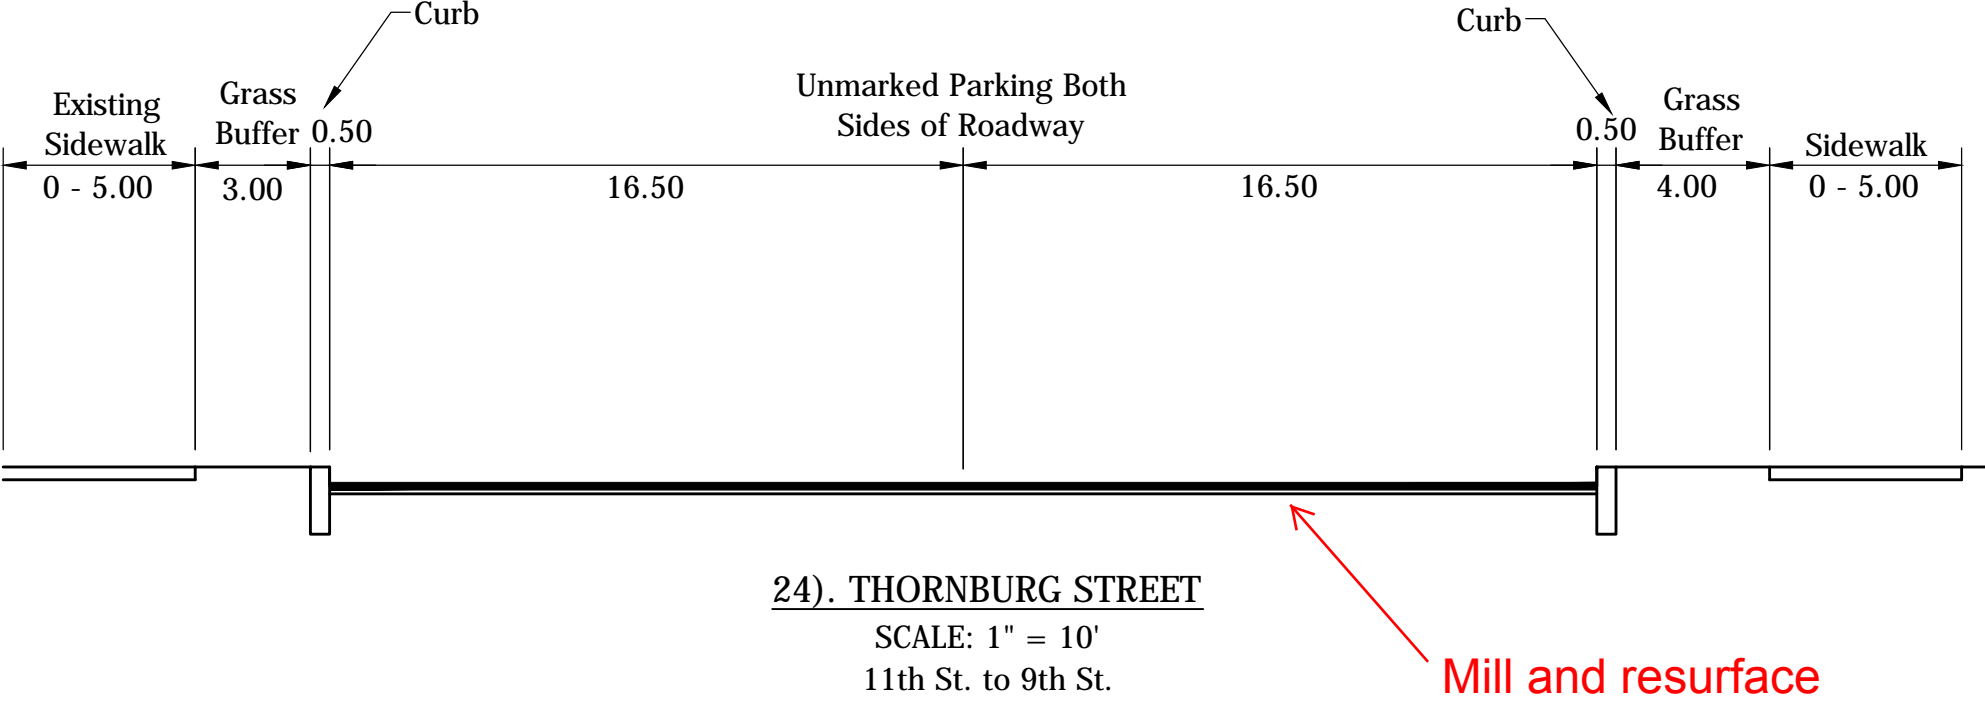 Curb
Curb
Existing
Sidewalk
Grass
Buffer
0.50
Unmarked Parking Both
Sides of Roadway
0.50
Grass
Buffer
Sidewalk
0 - 5.00
3.00
16.50
16.50
4.00
0 - 5.00
24). THORNBURG STREET
SCALE: 1" = 10'
11th St. to 9th St.
Mill and resurface